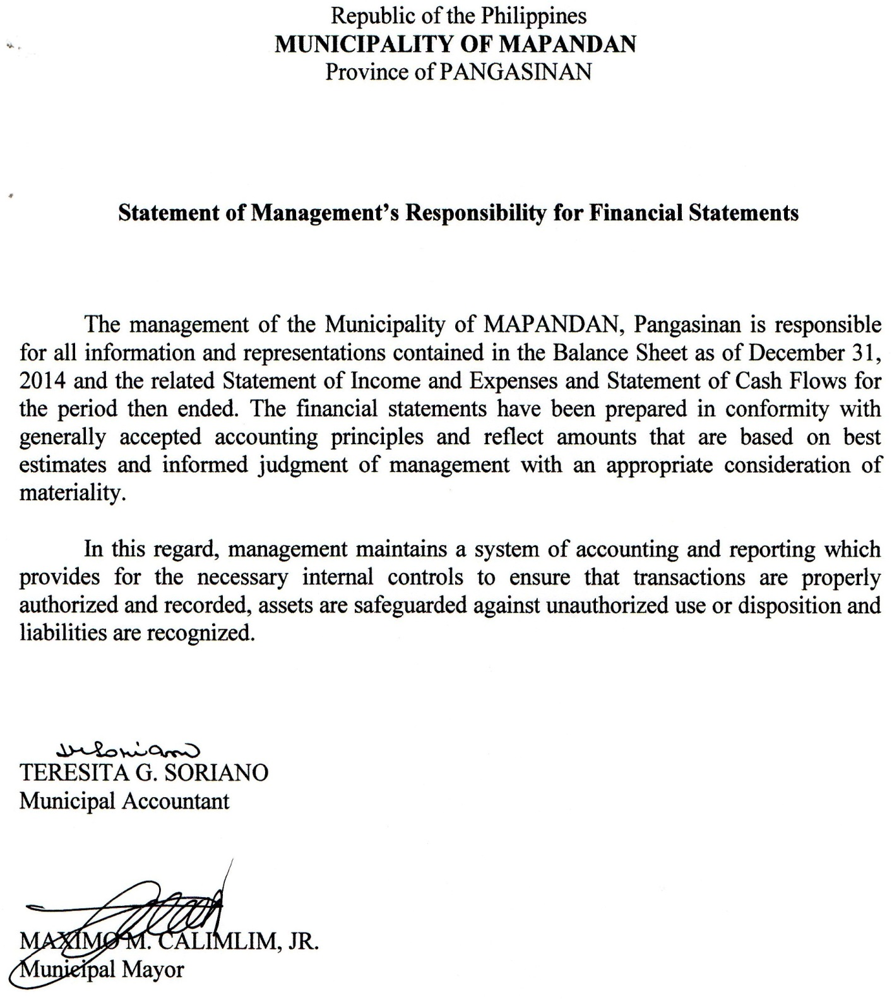 Republic of the Philippines
MUNICIPALITY OF MAPANDAN
Province of PANGASINAN
Statement of Management's Responsibility for Financial Statements
The management of the Municipality of MAPANDAN, Pangasinan is responsible
for all information and representations contained in the Balance Sheet as of December 31,
2014 and the related Statement of Income and Expenses and Statement of Cash Flows for
the period then ended. The financial statements have been prepared in conformity with
generally accepted accounting principles and reflect amounts that are based on best
estimates and informed judgment of management with an appropriate consideration of
materiality.
In this regard, management maintains a system of accounting and reporting which
provides for the necessary internal controls to ensure that transactions are properly
authorized and recorded, assets are safeguarded against unauthorized use or disposition and
liabilities are recognized.
TERESITA G. SORIANO
Municipal Accountant
MAXIMO M. CALIMLIM, JR.
Municipal Mayor